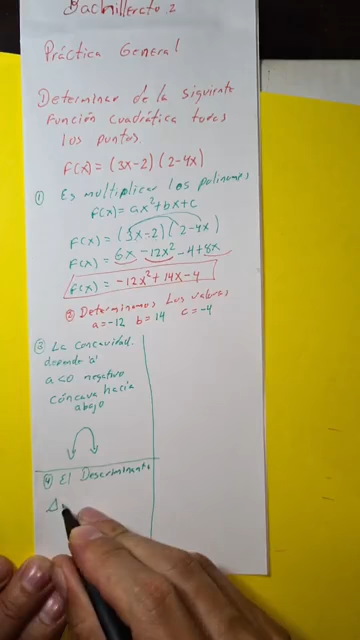 Bachillerato 2
Práctica General
Determinar de la siguiente
función cuadrática todos
los puntos.
F(x) = (3x-2)(2-4x)
① Es multiplicar los polinomios
F(x) = ax²+bx+c
F(x) = (3x-2)(2-4x)
F(x) = 6x -12x² -4+8x
F(x) = -12x²+14x-4
② Determinamos Los valores
a=-12 b=14 c=-4
③ La concavidad.
depende 'a'
a<0 negativo
cóncava hacia
abajo
④ El Descriminante
Δ